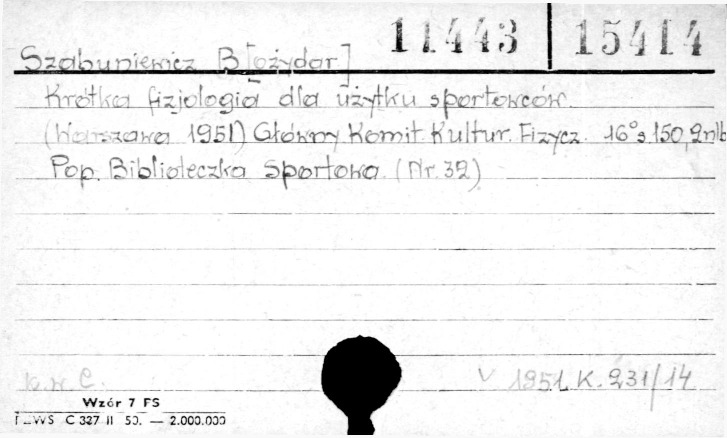 11443 15414
Szabuniewicz B[ożydar]
Krótka fizjologia dla użytku sportowców.
(Warszawa 1951) Główny Komit. Kultur. Fizycz. 16° s. 150, 2nlb
Pop. Biblioteczka Sportowa. (Nr. 32)
V 1951. K. 231/14
Wzór 7 FS
C 327 II 50. — 2.000.000